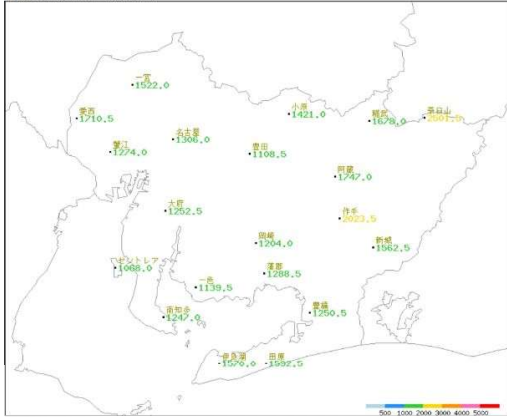 一宮
1522.0
愛西
1710.5
小原
1421.0
稲武
1678.0
茶臼山
2501.0
名古屋
1306.0
蟹江
1274.0
豊田
1108.5
阿蔵
1747.0
大府
1252.5
作手
2023.5
岡崎
1204.0
新城
1562.5
セントレア
1068.0
蒲郡
1288.5
一色
1139.5
南知多
1247.0
豊橋
1250.5
伊良湖
1576.0
田原
1592.5
500 1000 2000 3000 4000 5000